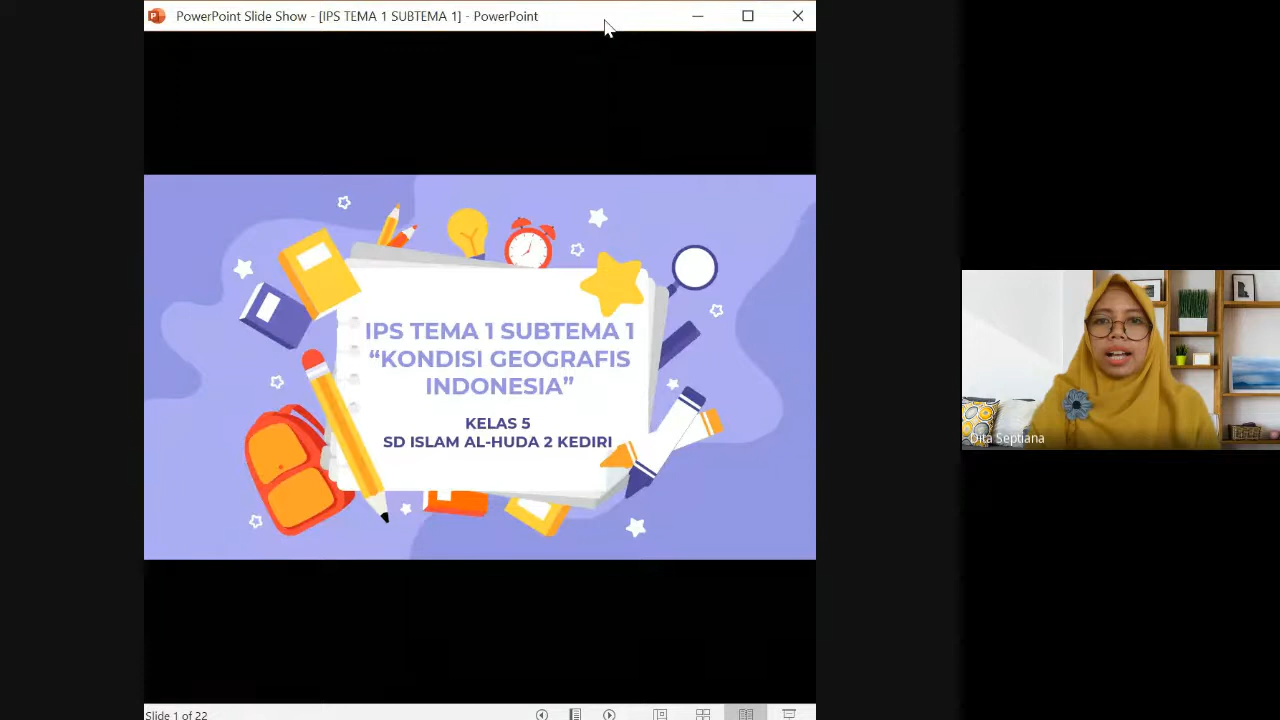 PowerPoint Slide Show - [IPS TEMA 1 SUBTEMA 1] - PowerPoint
IPS TEMA 1 SUBTEMA 1
“KONDISI GEOGRAFIS
INDONESIA”
KELAS 5
SD ISLAM AL-HUDA 2 KEDIRI
Dita Septiana
Slide 1 of 22